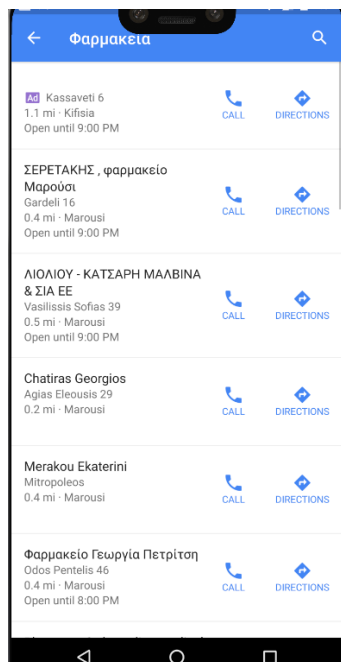 Φαρμακεία
Ad Kassaveti 6
1.1 mi · Kifisia
Open until 9:00 PM
CALL
DIRECTIONS
ΣΕΡΕΤΑΚΗΣ , φαρμακείο
Μαρούσι
Gardeli 16
0.4 mi · Marousi
Open until 9:00 PM
CALL
DIRECTIONS
ΛΙΟΛΙΟΥ - ΚΑΤΣΑΡΗ ΜΑΛΒΙΝΑ
& ΣΙΑ ΕΕ
Vasilissis Sofias 39
0.5 mi · Marousi
Open until 9:00 PM
CALL
DIRECTIONS
Chatiras Georgios
Agias Eleousis 29
0.2 mi · Marousi
CALL
DIRECTIONS
Merakou Ekaterini
Mitropoleos
0.4 mi · Marousi
CALL
DIRECTIONS
Φαρμακείο Γεωργία Πετρίτση
Odos Pentelis 46
0.4 mi · Marousi
Open until 8:00 PM
CALL
DIRECTIONS